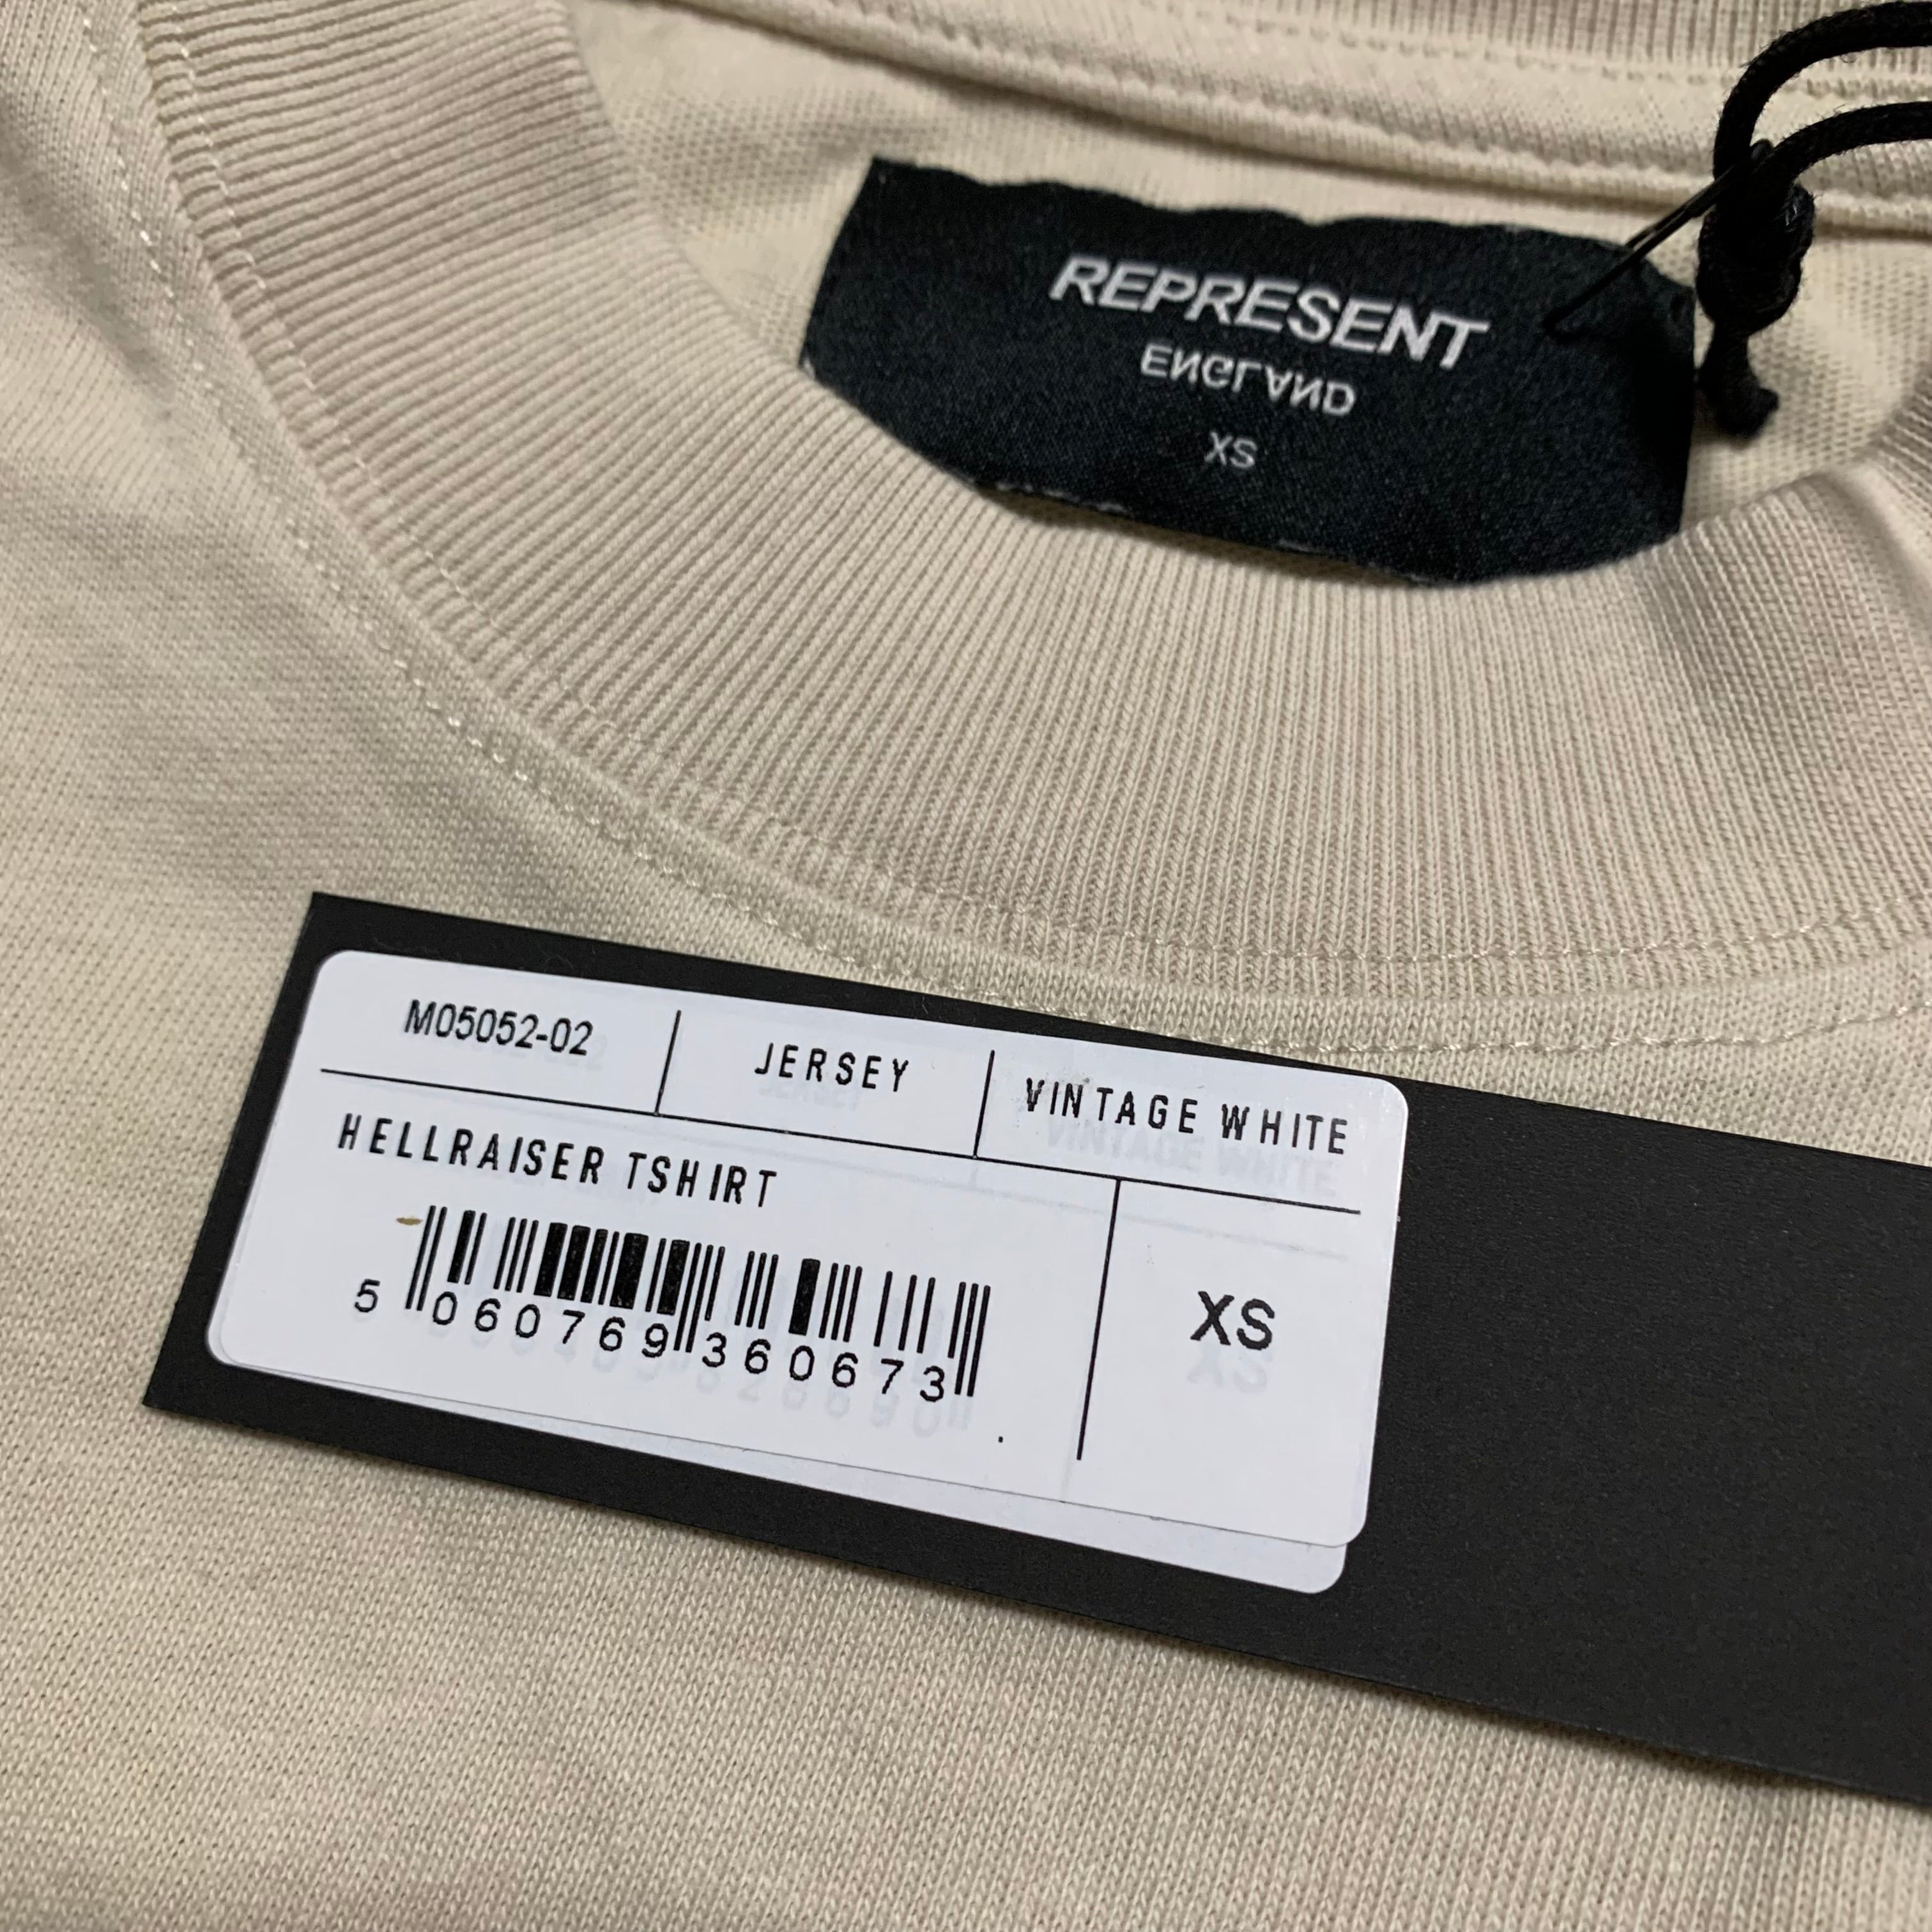 REPRESENT
ENGLAND
XS
M05052-02
JERSEY
VINTAGE WHITE
HELLRAISER TSHIRT
5 060769 360673
XS